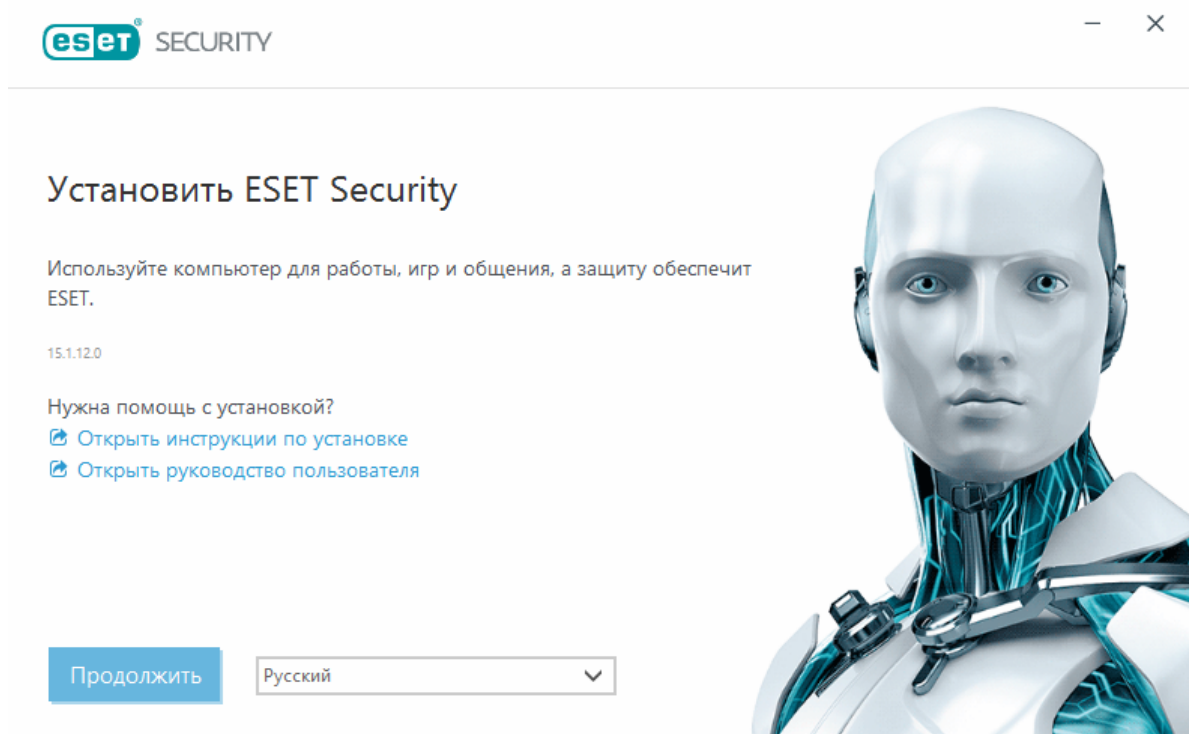 eset® SECURITY
Установить ESET Security
Используйте компьютер для работы, игр и общения, а защиту обеспечит
ESET.
15.1.12.0
Нужна помощь с установкой?
Открыть инструкции по установке
Открыть руководство пользователя
Продолжить
Русский